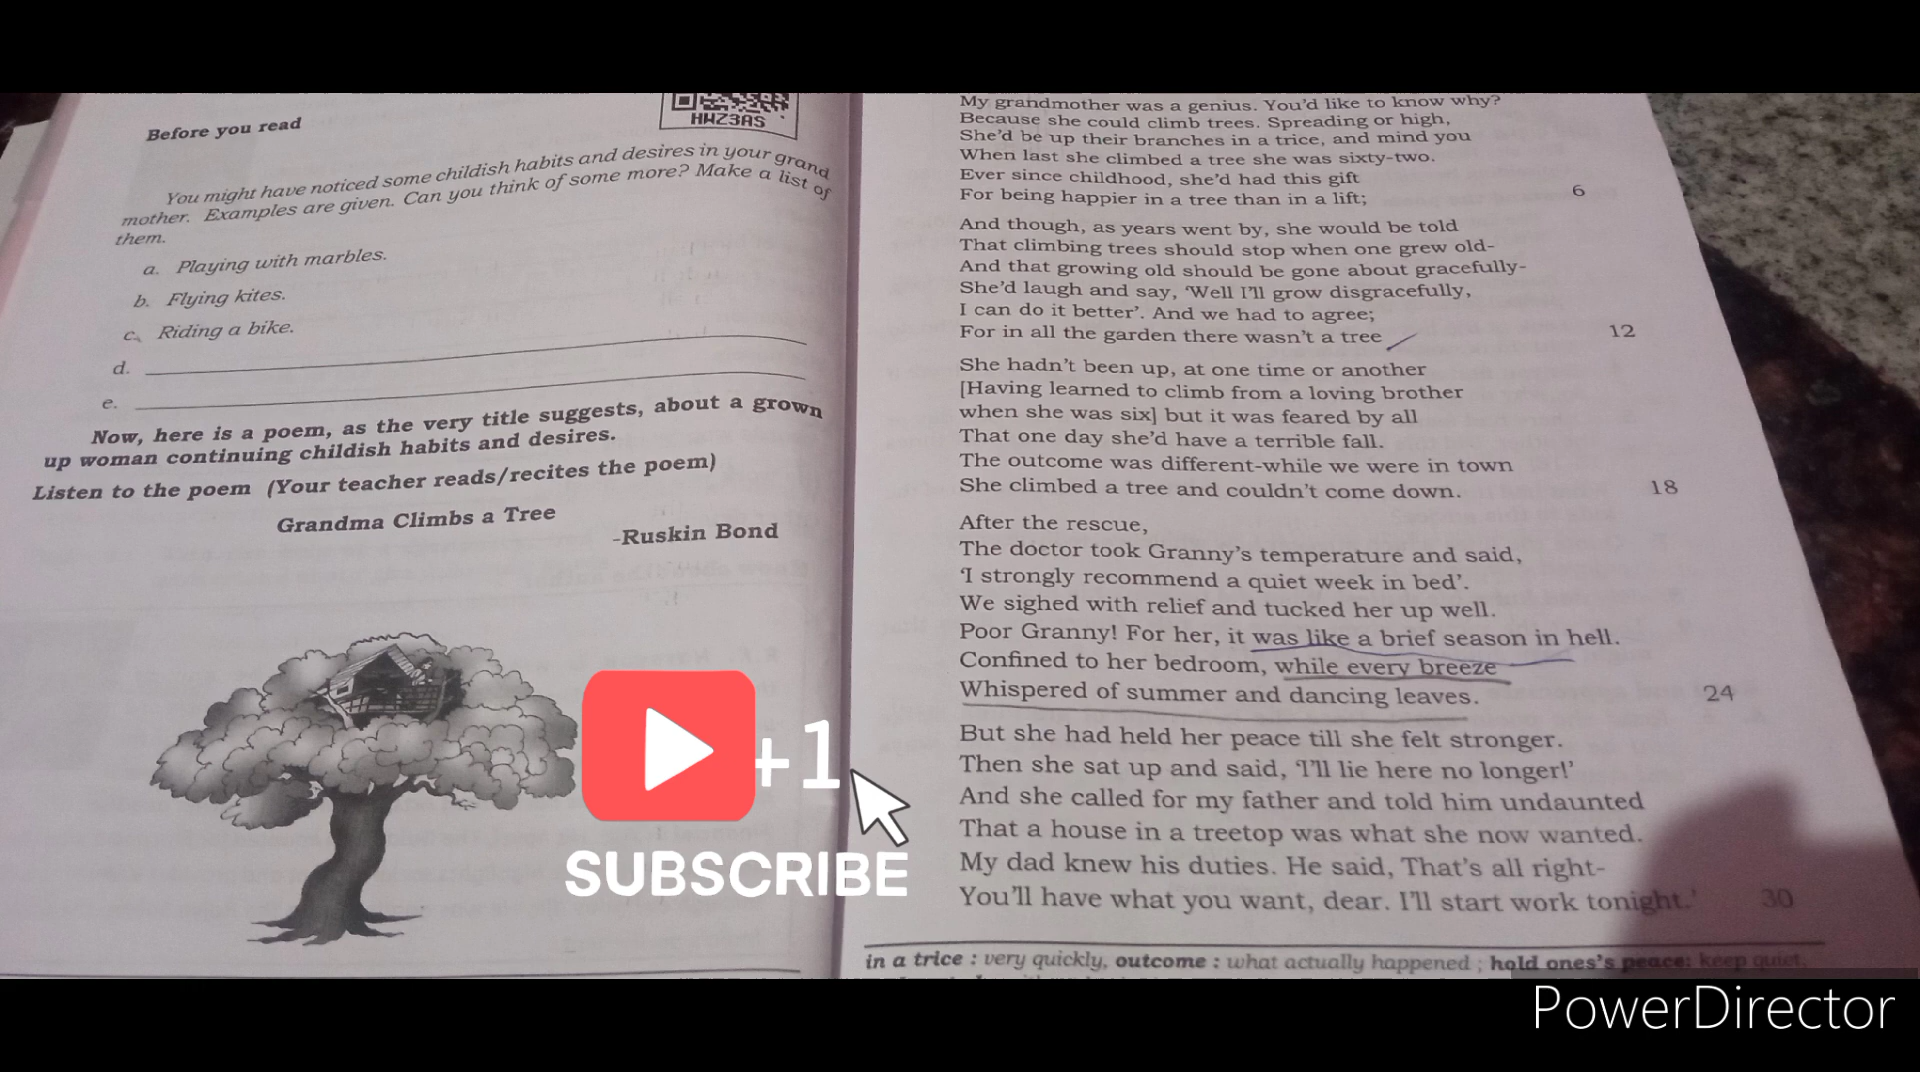 HWZ3AS
Before you read
You might have noticed some childish habits and desires in your grand
mother. Examples are given. Can you think of some more? Make a list of
them.
a. Playing with marbles.
b. Flying kites.
c. Riding a bike.
d.
e.
Now, here is a poem, as the very title suggests, about a grown
up woman continuing childish habits and desires.
Listen to the poem (Your teacher reads/recites the poem)
Grandma Climbs a Tree
-Ruskin Bond
+1
SUBSCRIBE
My grandmother was a genius. You'd like to know why?
Because she could climb trees. Spreading or high,
She'd be up their branches in a trice, and mind you
When last she climbed a tree she was sixty-two.
Ever since childhood, she'd had this gift
For being happier in a tree than in a lift; 6
And though, as years went by, she would be told
That climbing trees should stop when one grew old-
And that growing old should be gone about gracefully-
She'd laugh and say, 'Well I'll grow disgracefully,
I can do it better'. And we had to agree;
For in all the garden there wasn't a tree 12
She hadn't been up, at one time or another
[Having learned to climb from a loving brother
when she was six] but it was feared by all
That one day she'd have a terrible fall.
The outcome was different-while we were in town
She climbed a tree and couldn't come down. 18
After the rescue,
The doctor took Granny's temperature and said,
'I strongly recommend a quiet week in bed'.
We sighed with relief and tucked her up well.
Poor Granny! For her, it was like a brief season in hell.
Confined to her bedroom, while every breeze
Whispered of summer and dancing leaves. 24
But she had held her peace till she felt stronger.
Then she sat up and said, 'I'll lie here no longer!'
And she called for my father and told him undaunted
That a house in a treetop was what she now wanted.
My dad knew his duties. He said, That's all right-
You'll have what you want, dear. I'll start work tonight.' 30
in a trice : very quickly, outcome : what actually happened ; hold ones's peace: keep quiet.
PowerDirector